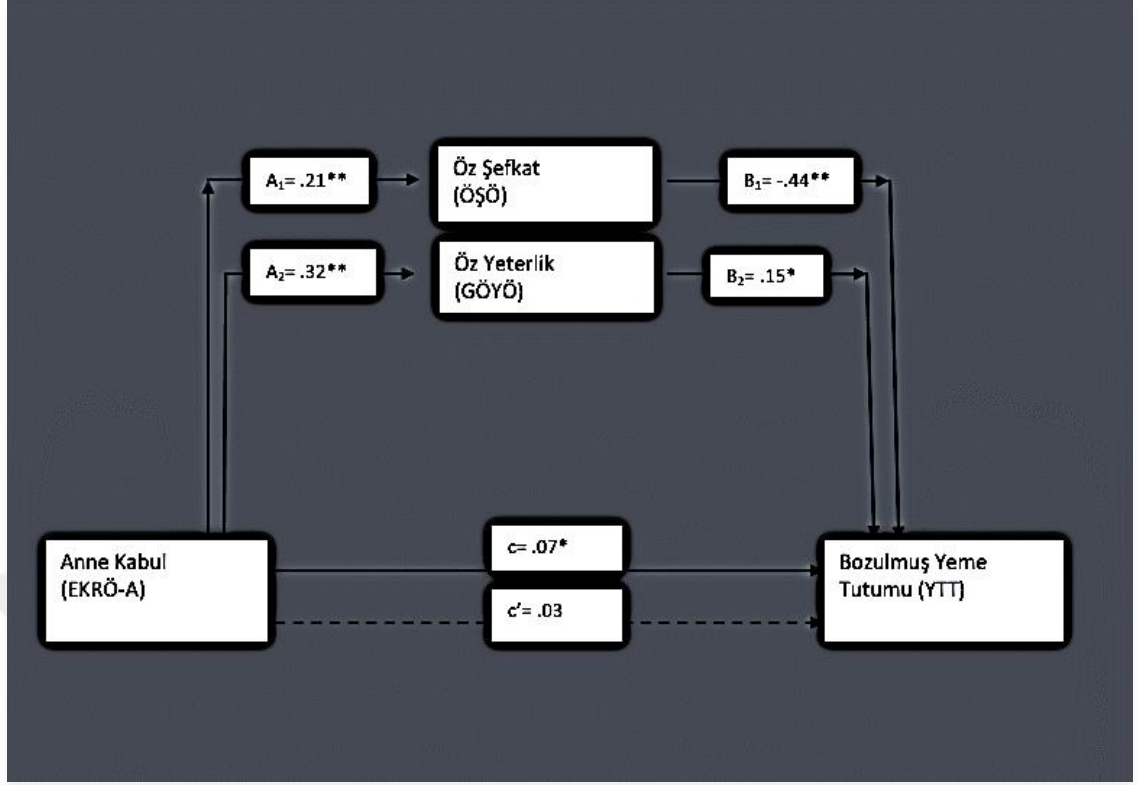 A₁= .21**
Öz Şefkat
(ÖŞÖ)
B₁= -.44**
A₂= .32**
Öz Yeterlik
(GÖYÖ)
B₂= .15*
Anne Kabul
(EKRÖ-A)
c= .07*
c'= .03
Bozulmuş Yeme
Tutumu (YTT)